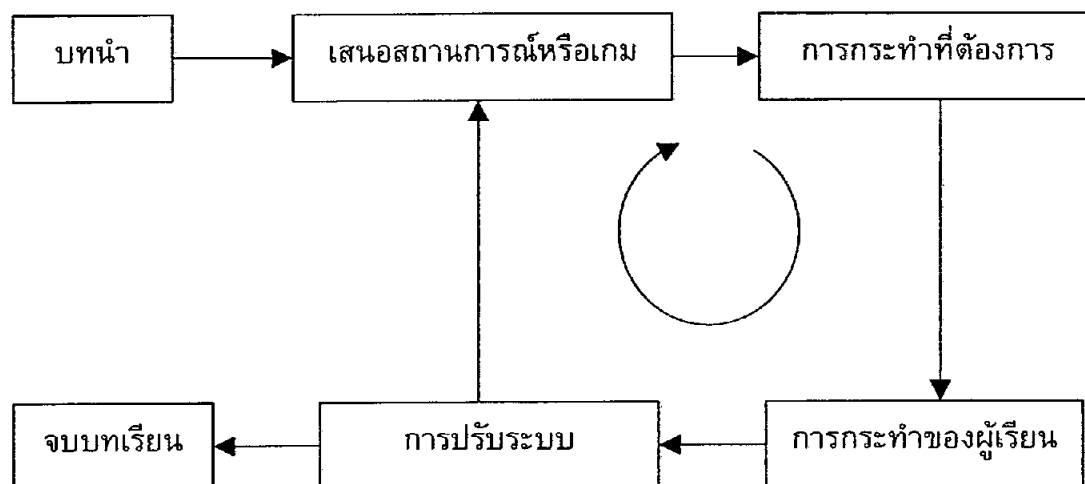 บทนำ
เสนอสถานการณ์หรือเกม
การกระทำที่ต้องการ
จบบทเรียน
การปรับระบบ
การกระทำของผู้เรียน